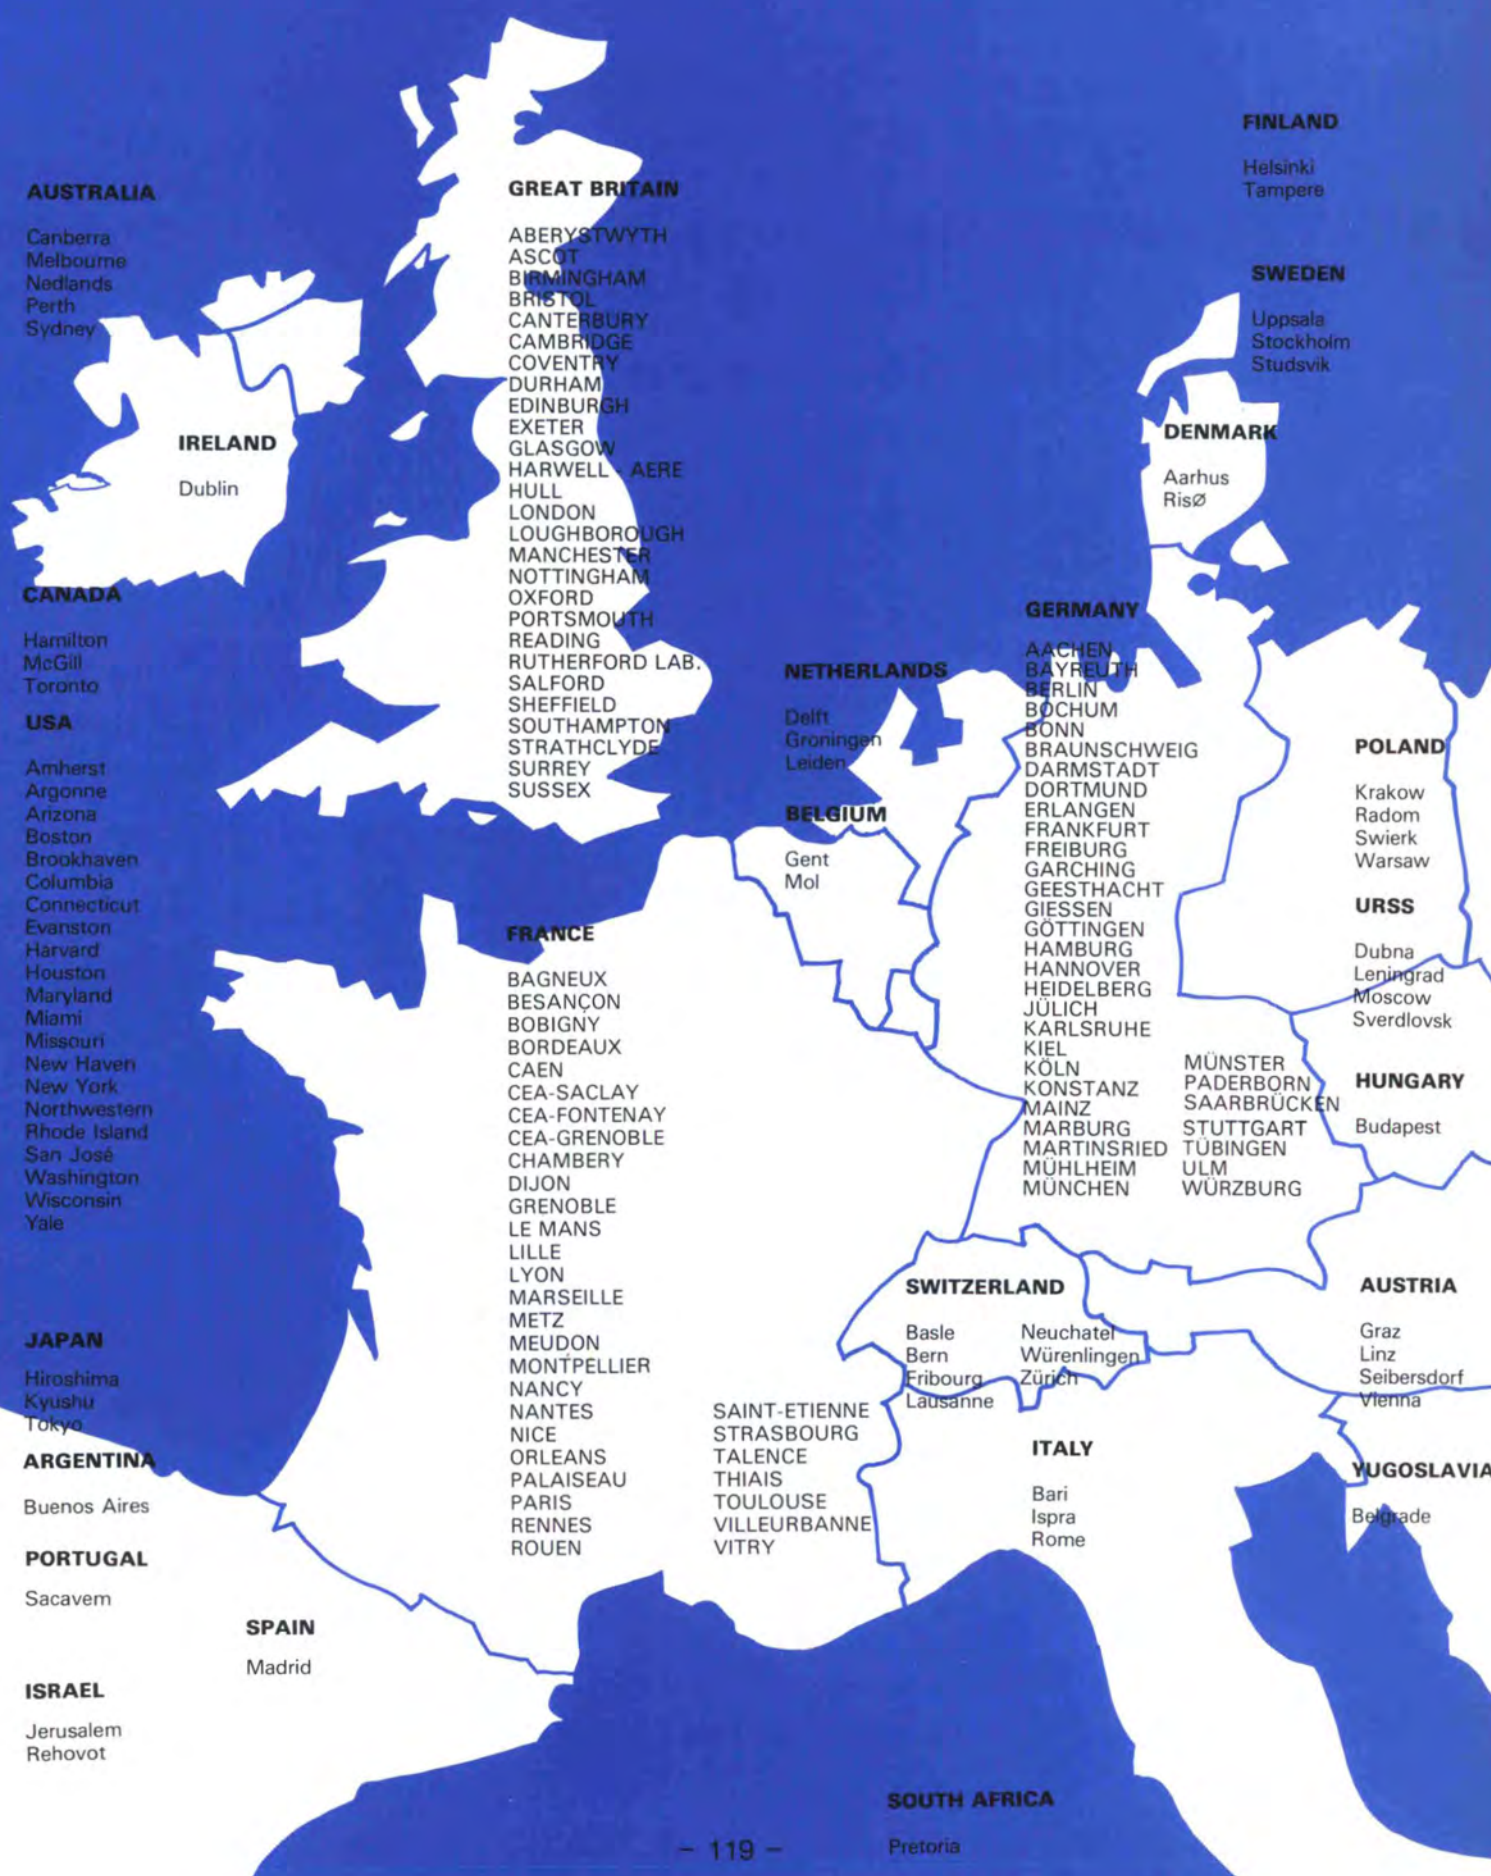 AUSTRALIA
Canberra
Melbourne
Nedlands
Perth
Sydney
IRELAND
Dublin
CANADA
Hamilton
McGill
Toronto
USA
Amherst
Argonne
Arizona
Boston
Brookhaven
Columbia
Connecticut
Evanston
Harvard
Houston
Maryland
Miami
Missouri
New Haven
New York
Northwestern
Rhode Island
San José
Washington
Wisconsin
Yale
JAPAN
Hiroshima
Kyushu
Tokyo
ARGENTINA
Buenos Aires
PORTUGAL
Sacavem
SPAIN
Madrid
ISRAEL
Jerusalem
Rehovot
GREAT BRITAIN
ABERYSTWYTH
ASCOT
BIRMINGHAM
BRISTOL
CANTERBURY
CAMBRIDGE
COVENTRY
DURHAM
EDINBURGH
EXETER
GLASGOW
HARWELL - AERE
HULL
LONDON
LOUGHBOROUGH
MANCHESTER
NOTTINGHAM
OXFORD
PORTSMOUTH
READING
RUTHERFORD LAB.
SALFORD
SHEFFIELD
SOUTHAMPTON
STRATHCLYDE
SURREY
SUSSEX
FRANCE
BAGNEUX
BESANÇON
BOBIGNY
BORDEAUX
CAEN
CEA-SACLAY
CEA-FONTENAY
CEA-GRENOBLE
CHAMBERY
DIJON
GRENOBLE
LE MANS
LILLE
LYON
MARSEILLE
METZ
MEUDON
MONTPELLIER
NANCY
NANTES
NICE
ORLEANS
PALAISEAU
PARIS
RENNES
ROUEN
SAINT-ETIENNE
STRASBOURG
TALENCE
THIAIS
TOULOUSE
VILLEURBANNE
VITRY
NETHERLANDS
Delft
Groningen
Leiden
BELGIUM
Gent
Mol
FINLAND
Helsinki
Tampere
SWEDEN
Uppsala
Stockholm
Studsvik
DENMARK
Aarhus
RisØ
GERMANY
AACHEN
BAYREUTH
BERLIN
BOCHUM
BONN
BRAUNSCHWEIG
DARMSTADT
DORTMUND
ERLANGEN
FRANKFURT
FREIBURG
GARCHING
GEESTHACHT
GIESSEN
GÖTTINGEN
HAMBURG
HANNOVER
HEIDELBERG
JÜLICH
KARLSRUHE
KIEL
KÖLN
KONSTANZ
MAINZ
MARBURG
MARTINSRIED
MÜHLHEIM
MÜNCHEN
MÜNSTER
PADERBORN
SAARBRÜCKEN
STUTTGART
TÜBINGEN
ULM
WÜRZBURG
POLAND
Krakow
Radom
Swierk
Warsaw
URSS
Dubna
Leningrad
Moscow
Sverdlovsk
HUNGARY
Budapest
SWITZERLAND
Basle
Bern
Fribourg
Lausanne
Neuchatel
Würenlingen
Zürich
AUSTRIA
Graz
Linz
Seibersdorf
Vienna
ITALY
Bari
Ispra
Rome
YUGOSLAVIA
Belgrade
SOUTH AFRICA
Pretoria
– 119 –